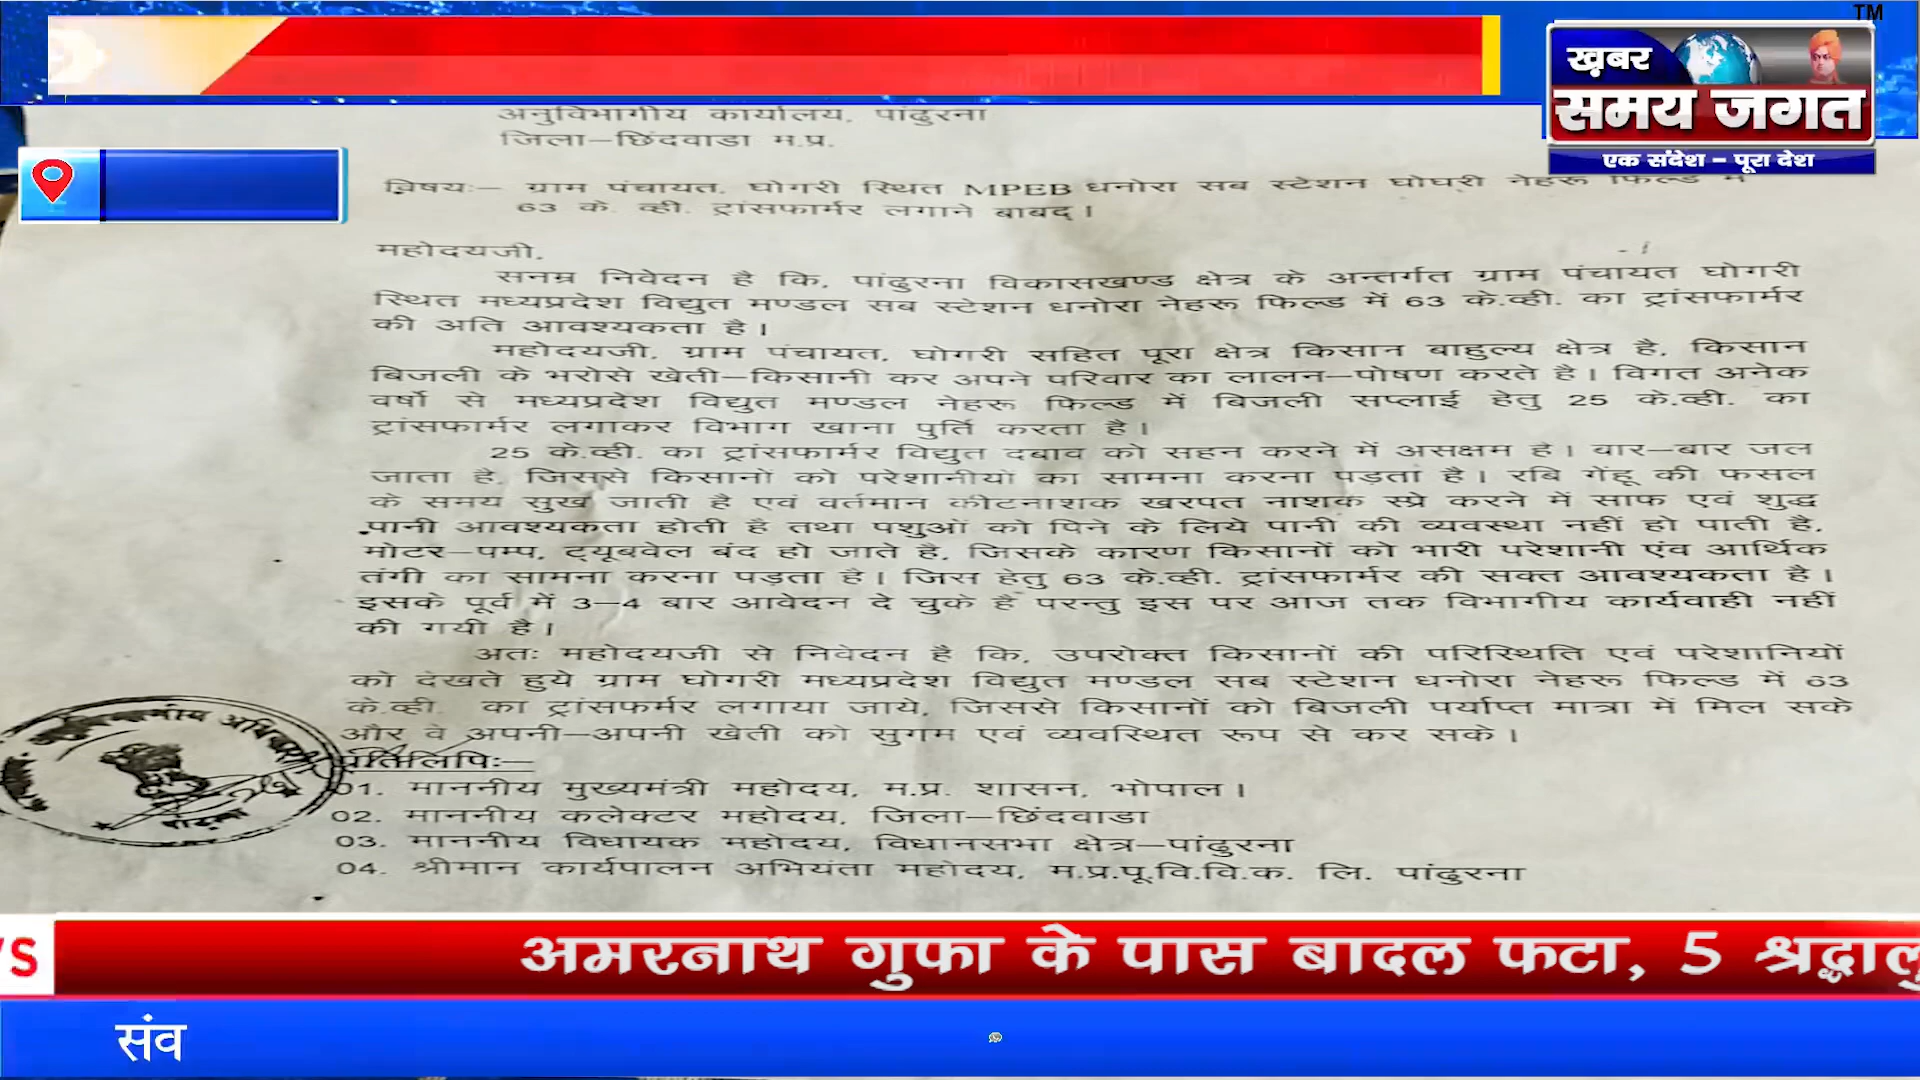 TM
ख़बर
समय जगत
एक संदेश – पूरा देश
अनुविभागीय कार्यालय, पांढुरना
जिला–छिंदवाडा म.प्र.
विषयः– ग्राम पंचायत, घोगरी स्थित MPEB धनोरा सब स्टेशन घोघरी नेहरू फिल्ड में
63 के. व्ही. ट्रांसफार्मर लगाने बाबद्।
महोदयजी,
सनम्र निवेदन है कि, पांढुरना विकासखण्ड क्षेत्र के अन्तर्गत ग्राम पंचायत घोगरी
स्थित मध्यप्रदेश विद्युत मण्डल सब स्टेशन धनोरा नेहरू फिल्ड में 63 के.व्ही. का ट्रांसफार्मर
की अति आवश्यकता है।
महोदयजी, ग्राम पंचायत, घोगरी सहित पूरा क्षेत्र किसान बाहुल्य क्षेत्र है, किसान
बिजली के भरोसे खेती–किसानी कर अपने परिवार का लालन–पोषण करते है। विगत अनेक
वर्षो से मध्यप्रदेश विद्युत मण्डल नेहरू फिल्ड में बिजली सप्लाई हेतु 25 के.व्ही. का
ट्रांसफार्मर लगाकर विभाग खाना पुर्ति करता है।
25 के.व्ही. का ट्रांसफार्मर विद्युत दबाव को सहन करने में असक्षम है। बार–बार जल
जाता है, जिससे किसानों को परेशानीयों का सामना करना पड़ता है। रबि गेंहू की फसल
के समय सुख जाती है एवं वर्तमान कीटनाशक खरपत नाशक स्प्रे करने में साफ एवं शुद्ध
पानी आवश्यकता होती है तथा पशुओं को पिने के लिये पानी की व्यवस्था नहीं हो पाती है,
मोटर–पम्प, ट्यूबवेल बंद हो जाते है, जिसके कारण किसानों को भारी परेशानी एंव आर्थिक
तंगी का सामना करना पड़ता है। जिस हेतु 63 के.व्ही. ट्रांसफार्मर की सक्त आवश्यकता है।
इसके पूर्व में 3–4 बार आवेदन दे चुके है परन्तु इस पर आज तक विभागीय कार्यवाही नहीं
की गयी है।
अतः महोदयजी से निवेदन है कि, उपरोक्त किसानों की परिस्थिति एवं परेशानियों
को देखते हुये ग्राम घोगरी मध्यप्रदेश विद्युत मण्डल सब स्टेशन धनोरा नेहरू फिल्ड में 63
के.व्ही. का ट्रांसफर्मर लगाया जाये, जिससे किसानों को बिजली पर्याप्त मात्रा में मिल सके
और वे अपनी–अपनी खेती को सुगम एवं व्यवस्थित रूप से कर सके।
प्रतिलिपिः–
01. माननीय मुख्यमंत्री महोदय, म.प्र. शासन, भोपाल।
02. माननीय कलेक्टर महोदय, जिला–छिंदवाडा
03. माननीय विधायक महोदय, विधानसभा क्षेत्र–पांढुरना
04. श्रीमान कार्यपालन अभियंता महोदय, म.प्र.पू.वि.वि.क. लि. पांढुरना
अमरनाथ गुफा के पास बादल फटा, 5 श्रद्धालु
संव